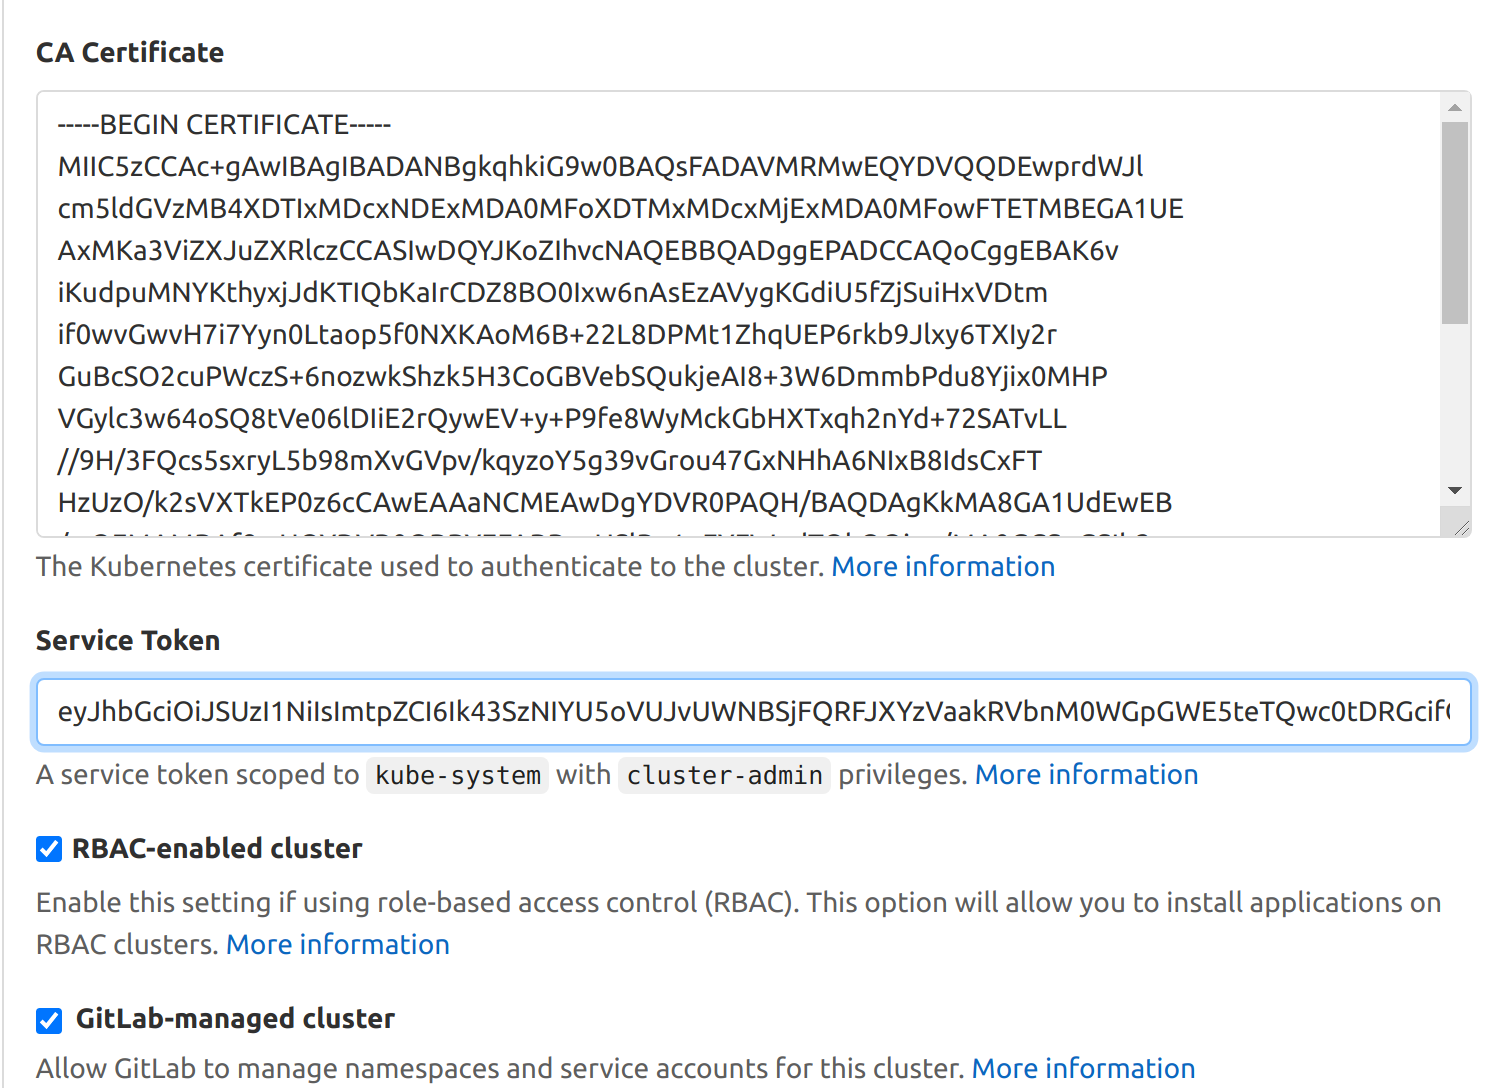 CA Certificate
-----BEGIN CERTIFICATE-----
MIIC5zCCAc+gAwIBAgIBADANBgkqhkiG9w0BAQsFADAVMRMwEQYDVQQDEwprdWJl
cm5ldGVzMB4XDTIxMDcxNDExMDA0MFoXDTMxMDcxMjExMDA0MFowFTETMBEGA1UE
AxMKa3ViZXJuZXRlczCCASIwDQYJKoZIhvcNAQEBBQADggEPADCCAQoCggEBAK6v
iKudpuMNYKthyxjJdKTIQbKaIrCDZ8BO0Ixw6nAsEzAVygKGdiU5fZjSuiHxVDtm
if0wvGwvH7i7Yyn0Ltaop5f0NXKAoM6B+22L8DPMt1ZhqUEP6rkb9Jlxy6TXIy2r
GuBcSO2cuPWczS+6nozwkShzk5H3CoGBVebSQukjeAI8+3W6DmmbPdu8Yjix0MHP
VGylc3w64oSQ8tVe06lDIiE2rQywEV+y+P9fe8WyMckGbHXTxqh2nYd+72SATvLL
//9H/3FQcs5sxryL5b98mXvGVpv/kqyzoY5g39vGrou47GxNHhA6NIxB8IdsCxFT
HzUzO/k2sVXTkEP0z6cCAwEAAaNCMEAwDgYDVR0PAQH/BAQDAgKkMA8GA1UdEwEB
The Kubernetes certificate used to authenticate to the cluster. More information
Service Token
eyJhbGciOiJSUzI1NiIsImtpZCI6Ik43SzNIYU5oVUJvUWNBSjFQRFJXYzVaakRVbnM0WGpGWE5teTQwc0tDRGcif
A service token scoped to kube-system with cluster-admin privileges. More information
RBAC-enabled cluster
Enable this setting if using role-based access control (RBAC). This option will allow you to install applications on
RBAC clusters. More information
GitLab-managed cluster
Allow GitLab to manage namespaces and service accounts for this cluster. More information